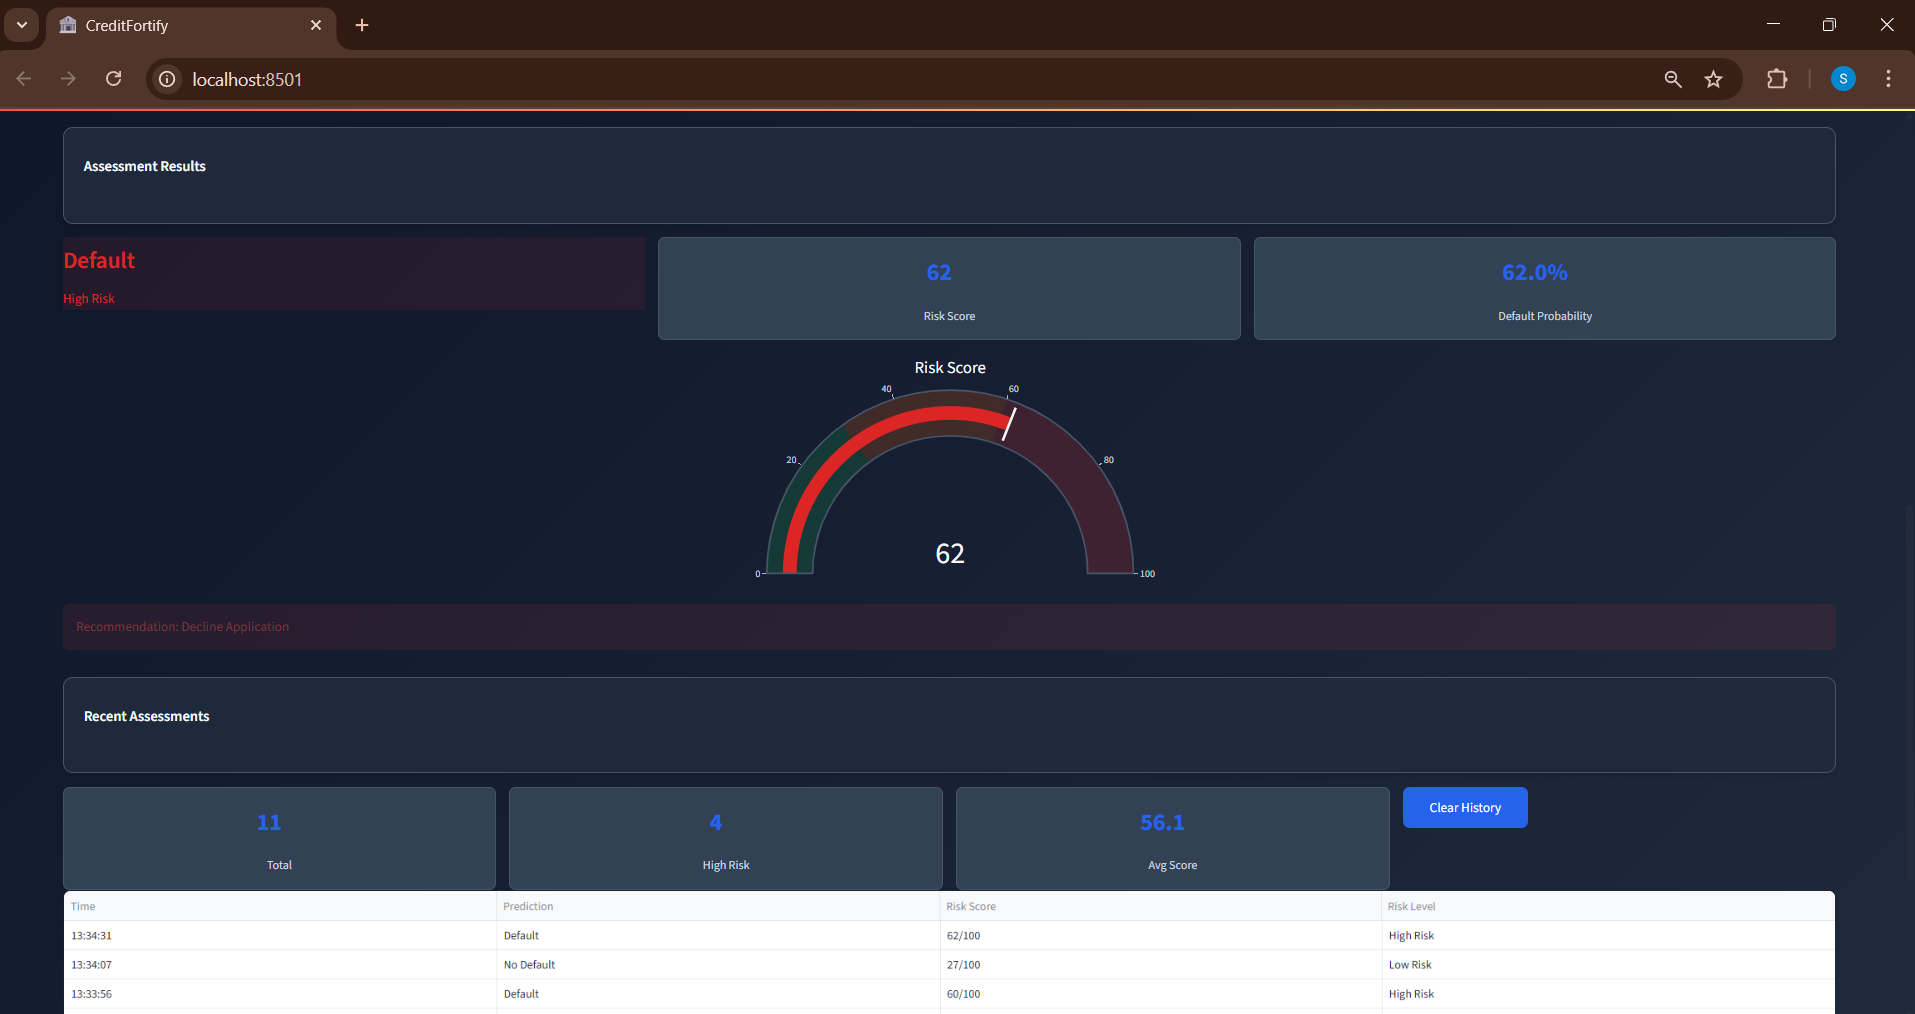 CreditFortify
localhost:8501
S
Assessment Results
Default
High Risk
62
Risk Score
62.0%
Default Probability
Risk Score
0
20
40
60
80
100
62
Recommendation: Decline Application
Recent Assessments
11
Total
4
High Risk
56.1
Avg Score
Clear History
Time Prediction Risk Score Risk Level
13:34:31 Default 62/100 High Risk
13:34:07 No Default 27/100 Low Risk
13:33:56 Default 60/100 High Risk